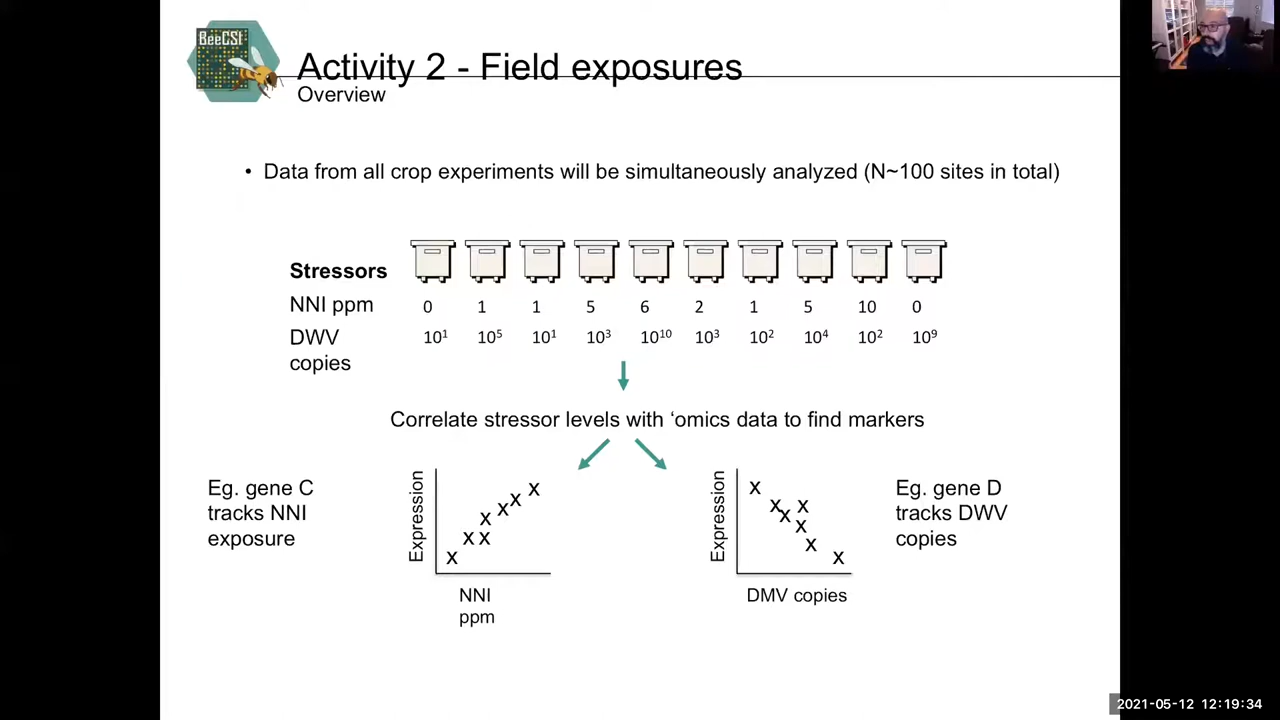 BeeCSI
Activity 2 - Field exposures
Overview
• Data from all crop experiments will be simultaneously analyzed (N~100 sites in total)
Stressors
NNI ppm 0 1 1 5 6 2 1 5 10 0
DWV 10¹ 10⁵ 10¹ 10³ 10¹⁰ 10³ 10² 10⁴ 10² 10⁹
copies
Correlate stressor levels with ‘omics data to find markers
Eg. gene C
tracks NNI
exposure
Expression
NNI
ppm
Expression
DMV copies
Eg. gene D
tracks DWV
copies
2021-05-12 12:19:34